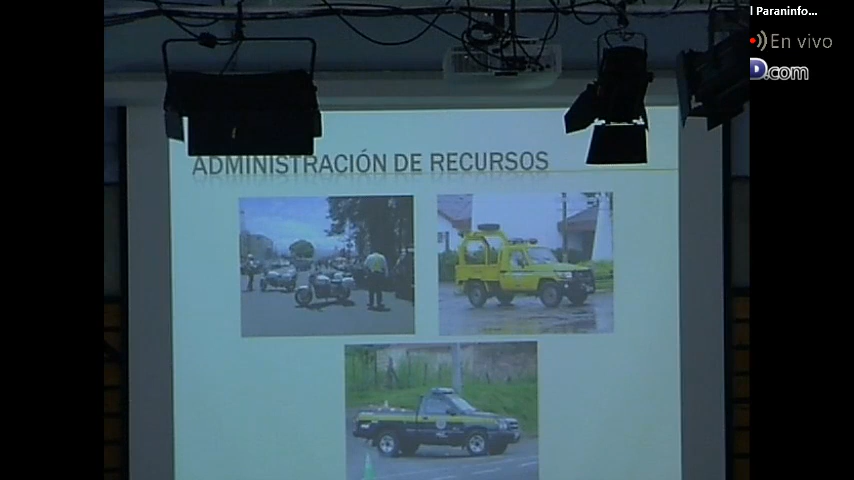 l Paraninfo...
En vivo
D.com
ADMINISTRACIÓN DE RECURSOS